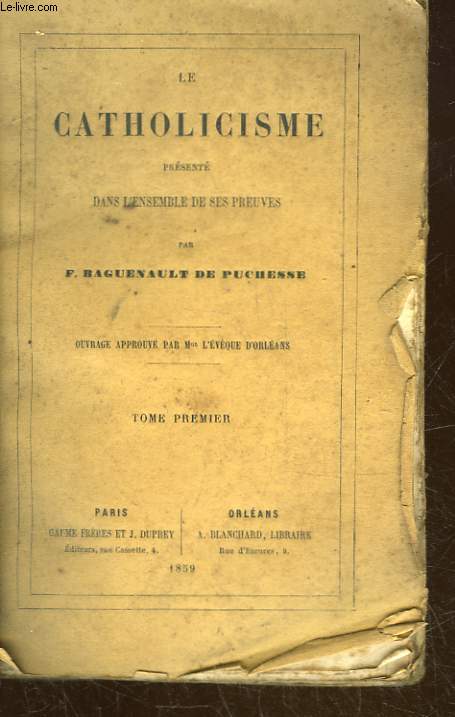 Le-livre.com
LE
CATHOLICISME
PRÉSENTÉ
DANS L'ENSEMBLE DE SES PREUVES
PAR
F. BAGUENAULT DE PUCHESSE
OUVRAGE APPROUVÉ PAR Mgr L'ÉVÊQUE D'ORLÉANS
TOME PREMIER
PARIS
GAUME FRÈRES ET J. DUPREY
Éditeurs, rue Cassette, 4.
ORLÉANS
A. BLANCHARD, LIBRAIRE
Rue d'Escures, 9.
1859